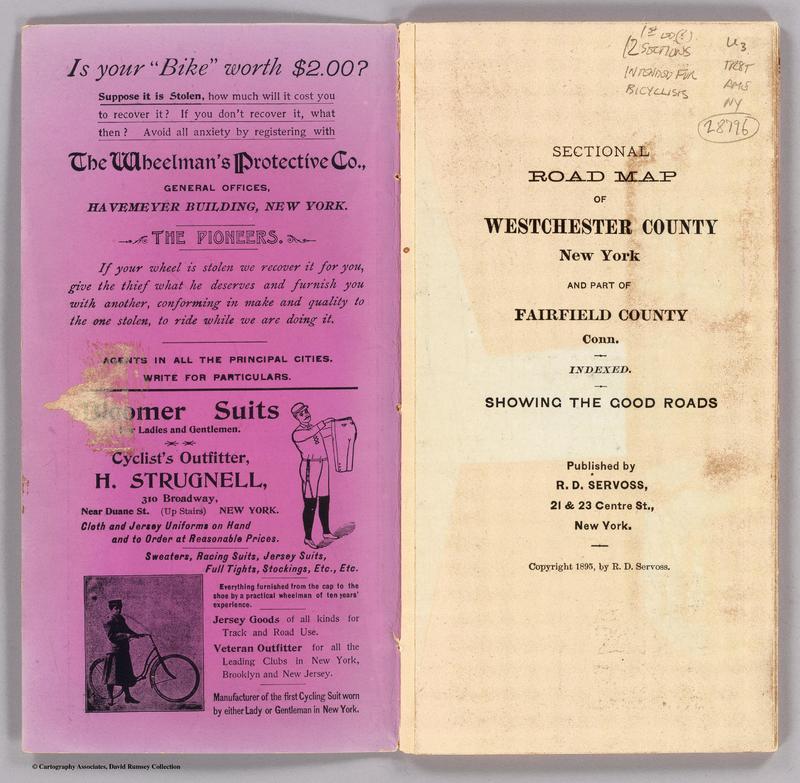 Is your "Bike" worth $2.00?
Suppose it is Stolen, how much will it cost you
to recover it? If you don't recover it, what
then? Avoid all anxiety by registering with
The Wheelman's Protective Co.,
GENERAL OFFICES,
HAVEMEYER BUILDING, NEW YORK.
THE PIONEERS.
If your wheel is stolen we recover it for you,
give the thief what he deserves and furnish you
with another, conforming in make and quality to
the one stolen, to ride while we are doing it.
AGENTS IN ALL THE PRINCIPAL CITIES.
WRITE FOR PARTICULARS.
Bloomer Suits
for Ladies and Gentlemen.
Cyclist's Outfitter,
H. STRUGNELL,
310 Broadway,
Near Duane St. (Up Stairs) NEW YORK.
Cloth and Jersey Uniforms on Hand
and to Order at Reasonable Prices.
Sweaters, Racing Suits, Jersey Suits,
Full Tights, Stockings, Etc., Etc.
Everything furnished from the cap to the
shoe by a practical wheelman of ten years'
experience.
Jersey Goods of all kinds for
Track and Road Use.
Veteran Outfitter for all the
Leading Clubs in New York,
Brooklyn and New Jersey.
Manufacturer of the first Cycling Suit worn
by either Lady or Gentleman in New York.
1st
12 SECTIONS
INTENDED FOR
BICYCLISTS
U3
TR8T
AMS
NY
28796
SECTIONAL
ROAD MAP
OF
WESTCHESTER COUNTY
New York
AND PART OF
FAIRFIELD COUNTY
Conn.
INDEXED.
SHOWING THE GOOD ROADS
Published by
R. D. SERVOSS,
21 & 23 Centre St.,
New York.
Copyright 1895, by R. D. Servoss.
© Cartography Associates, David Rumsey Collection